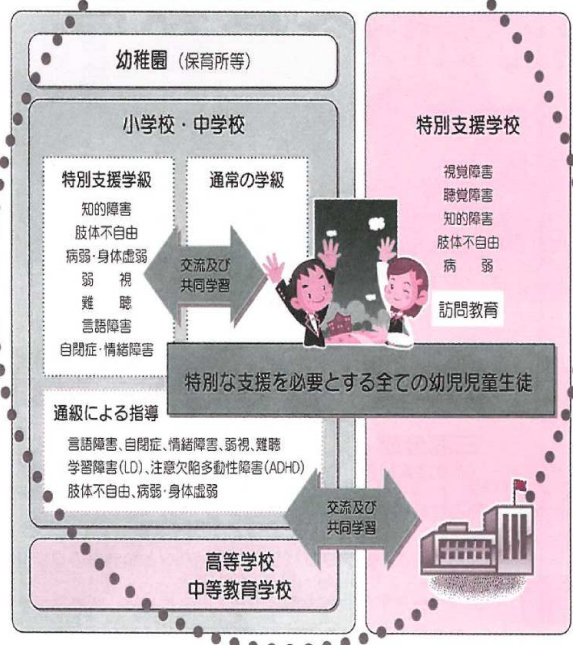 幼稚園（保育所等）
小学校・中学校
特別支援学級
知的障害
肢体不自由
病弱・身体虚弱
弱　視
難　聴
言語障害
自閉症・情緒障害
通常の学級
交流及び
共同学習
特別支援学校
視覚障害
聴覚障害
知的障害
肢体不自由
病　弱
訪問教育
特別な支援を必要とする全ての幼児児童生徒
通級による指導
言語障害、自閉症、情緒障害、弱視、難聴
学習障害(LD)、注意欠陥多動性障害(ADHD)
肢体不自由、病弱・身体虚弱
交流及び
共同学習
高等学校
中等教育学校